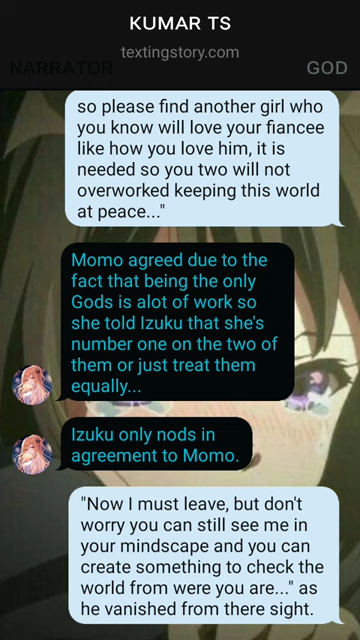 KUMAR TS
textingstory.com
NARRATOR
GOD
so please find another girl who
you know will love your fiancee
like how you love him, it is
needed so you two will not
overworked keeping this world
at peace..."
Momo agreed due to the
fact that being the only
Gods is alot of work so
she told Izuku that she's
number one on the two of
them or just treat them
equally...
Izuku only nods in
agreement to Momo.
"Now I must leave, but don't
worry you can still see me in
your mindscape and you can
create something to check the
world from were you are..." as
he vanished from there sight.